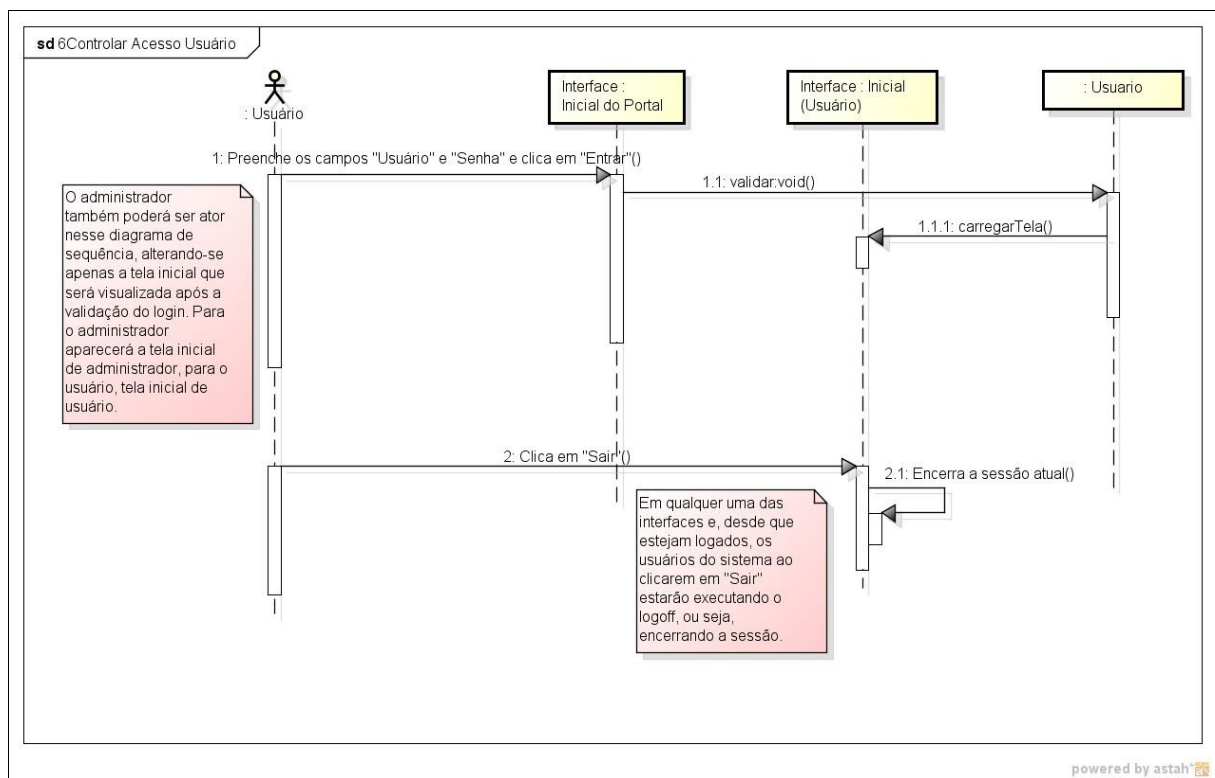 sd 6Controlar Acesso Usuário
: Usuário
Interface :
Inicial do Portal
Interface : Inicial
(Usuário)
: Usuario
1: Preenche os campos "Usuário" e "Senha" e clica em "Entrar"()
1.1: validar:void()
1.1.1: carregarTela()
O administrador
também poderá ser ator
nesse diagrama de
sequência, alterando-se
apenas a tela inicial que
será visualizada após a
validação do login. Para
o administrador
aparecerá a tela inicial
de administrador, para o
usuário, tela inicial de
usuário.
2: Clica em "Sair"()
2.1: Encerra a sessão atual()
Em qualquer uma das
interfaces e, desde que
estejam logados, os
usuários do sistema ao
clicarem em "Sair"
estarão executando o
logoff, ou seja,
encerrando a sessão.
powered by astah*